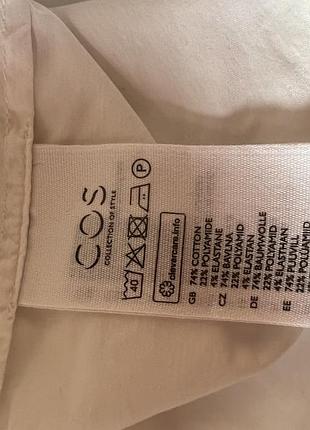 COS
COLLECTION OF STYLE
40
P
clevercare.info
GB 74% COTTON
22% POLYAMIDE
4% ELASTANE
CZ 74% BAVLNA
22% POLYAMID
4% ELASTAN
DE 74% BAUMWOLLE
22% POLYAMID
4% ELASTHAN
EE 74% PUUVILL
22% POLÜAMIID